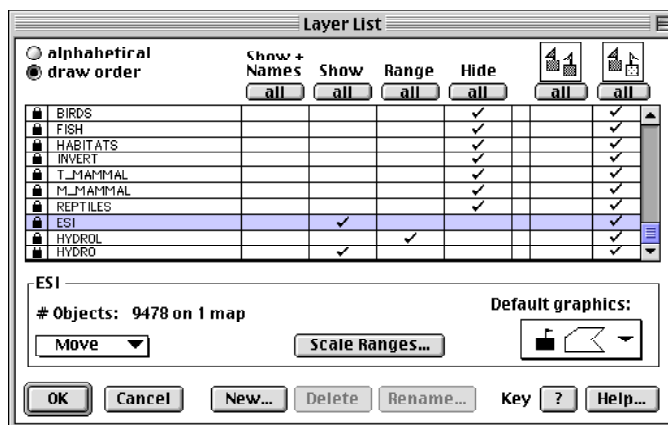 Layer List
alphahetical
draw order
Show + Names Show Range Hide
all all all all all all
BIRDS
FISH
HABITATS
INVERT
T_MAMMAL
M_MAMMAL
REPTILES
ESI
HYDROL
HYDRO
ESI
# Objects: 9478 on 1 map
Default graphics:
Move
Scale Ranges...
OK Cancel New... Delete Rename... Key ? Help...